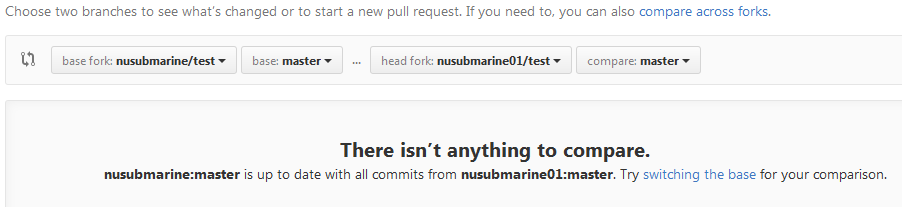 Choose two branches to see what's changed or to start a new pull request. If you need to, you can also compare across forks.
base fork: nusubmarine/test base: master ... head fork: nusubmarine01/test compare: master
There isn't anything to compare.
nusubmarine:master is up to date with all commits from nusubmarine01:master. Try switching the base for your comparison.